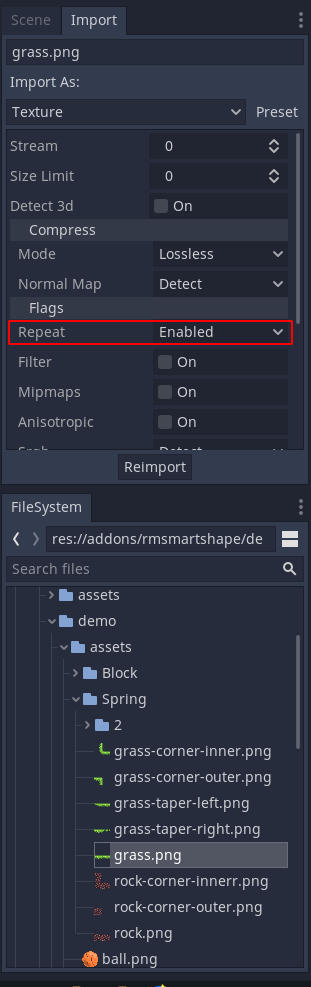 Scene Import
grass.png
Import As:
Texture Preset
Stream 0
Size Limit 0
Detect 3d On
Compress
Mode Lossless
Normal Map Detect
Flags
Repeat Enabled
Filter On
Mipmaps On
Anisotropic On
Reimport
FileSystem
res://addons/rmsmartshape/de
Search files
assets
demo
assets
Block
Spring
2
grass-corner-inner.png
grass-corner-outer.png
grass-taper-left.png
grass-taper-right.png
grass.png
rock-corner-innerr.png
rock-corner-outer.png
rock.png
ball.png